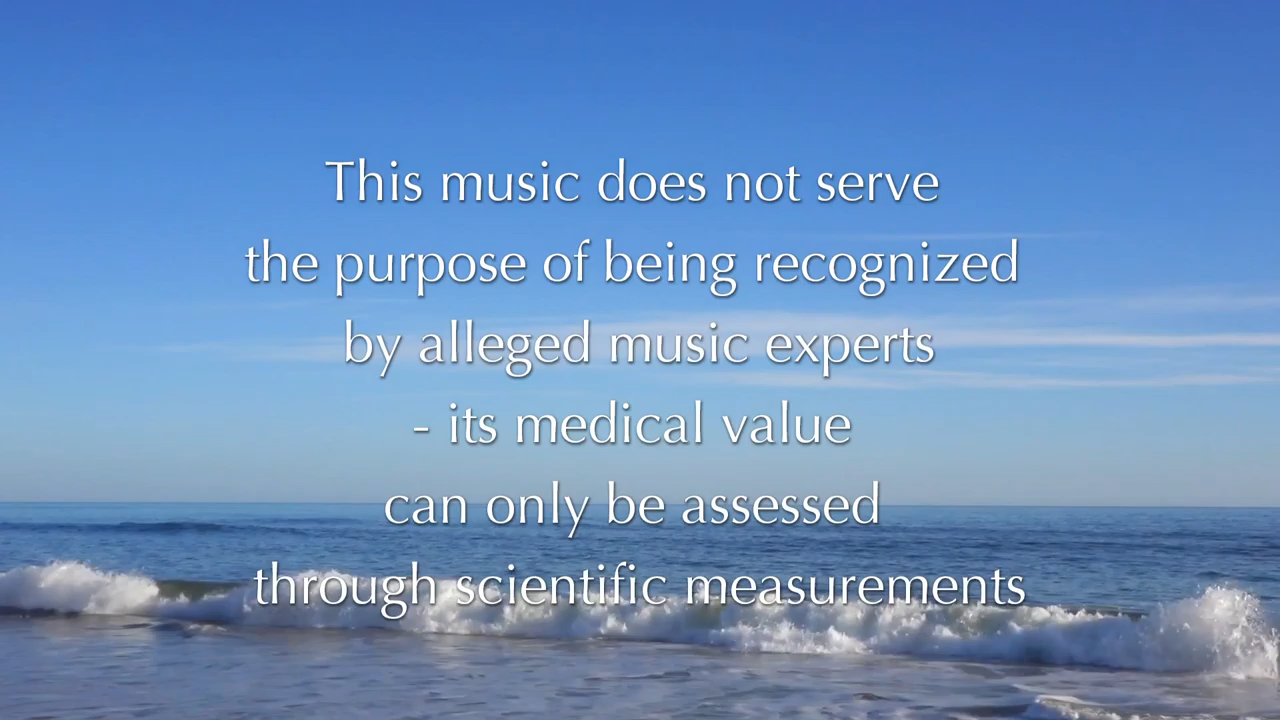 This music does not serve
the purpose of being recognized
by alleged music experts
- its medical value
can only be assessed
through scientific measurements